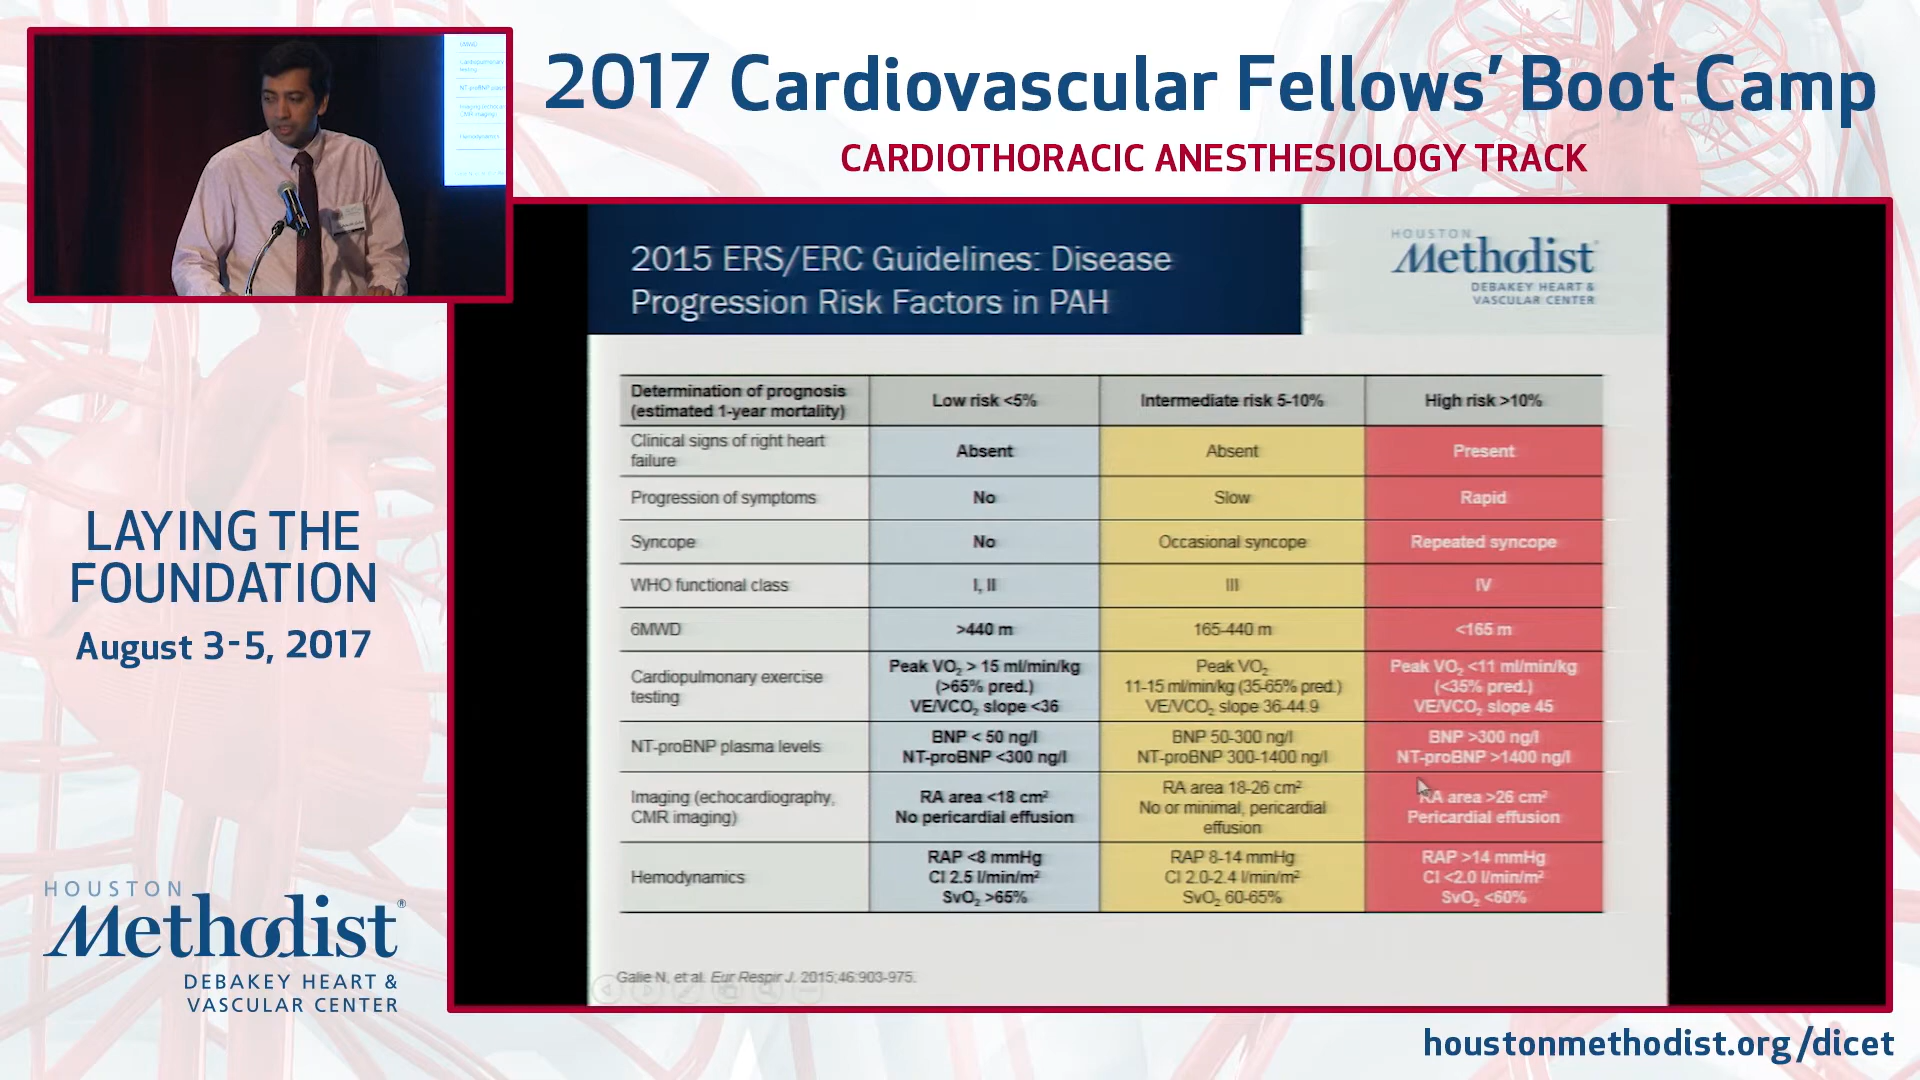 2017 Cardiovascular Fellows’ Boot Camp
CARDIOTHORACIC ANESTHESIOLOGY TRACK
LAYING THE
FOUNDATION
August 3-5, 2017
HOUSTON
Methodist®
DEBAKEY HEART &
VASCULAR CENTER
2015 ERS/ERC Guidelines: Disease
Progression Risk Factors in PAH
HOUSTON
Methodist
DEBAKEY HEART &
VASCULAR CENTER
Determination of prognosis
(estimated 1-year mortality)
Low risk <5%
Intermediate risk 5-10%
High risk >10%
Clinical signs of right heart
failure
Absent
Absent
Present
Progression of symptoms
No
Slow
Rapid
Syncope
No
Occasional syncope
Repeated syncope
WHO functional class
I, II
III
IV
6MWD
>440 m
165-440 m
<165 m
Cardiopulmonary exercise
testing
Peak VO₂ > 15 ml/min/kg
(>65% pred.)
VE/VCO₂ slope <36
Peak VO₂
11-15 ml/min/kg (35-65% pred.)
VE/VCO₂ slope 36-44.9
Peak VO₂ <11 ml/min/kg
(<35% pred.)
VE/VCO₂ slope 45
NT-proBNP plasma levels
BNP < 50 ng/l
NT-proBNP <300 ng/l
BNP 50-300 ng/l
NT-proBNP 300-1400 ng/l
BNP >300 ng/l
NT-proBNP >1400 ng/l
Imaging (echocardiography,
CMR imaging)
RA area <18 cm²
No pericardial effusion
RA area 18-26 cm²
No or minimal, pericardial
effusion
RA area >26 cm²
Pericardial effusion
Hemodynamics
RAP <8 mmHg
CI 2.5 l/min/m²
SvO₂ >65%
RAP 8-14 mmHg
CI 2.0-2.4 l/min/m²
SvO₂ 60-65%
RAP >14 mmHg
CI <2.0 l/min/m²
SvO₂ <60%
Galie N, et al. Eur Respir J. 2015;46:903-975.
houstonmethodist.org/dicet